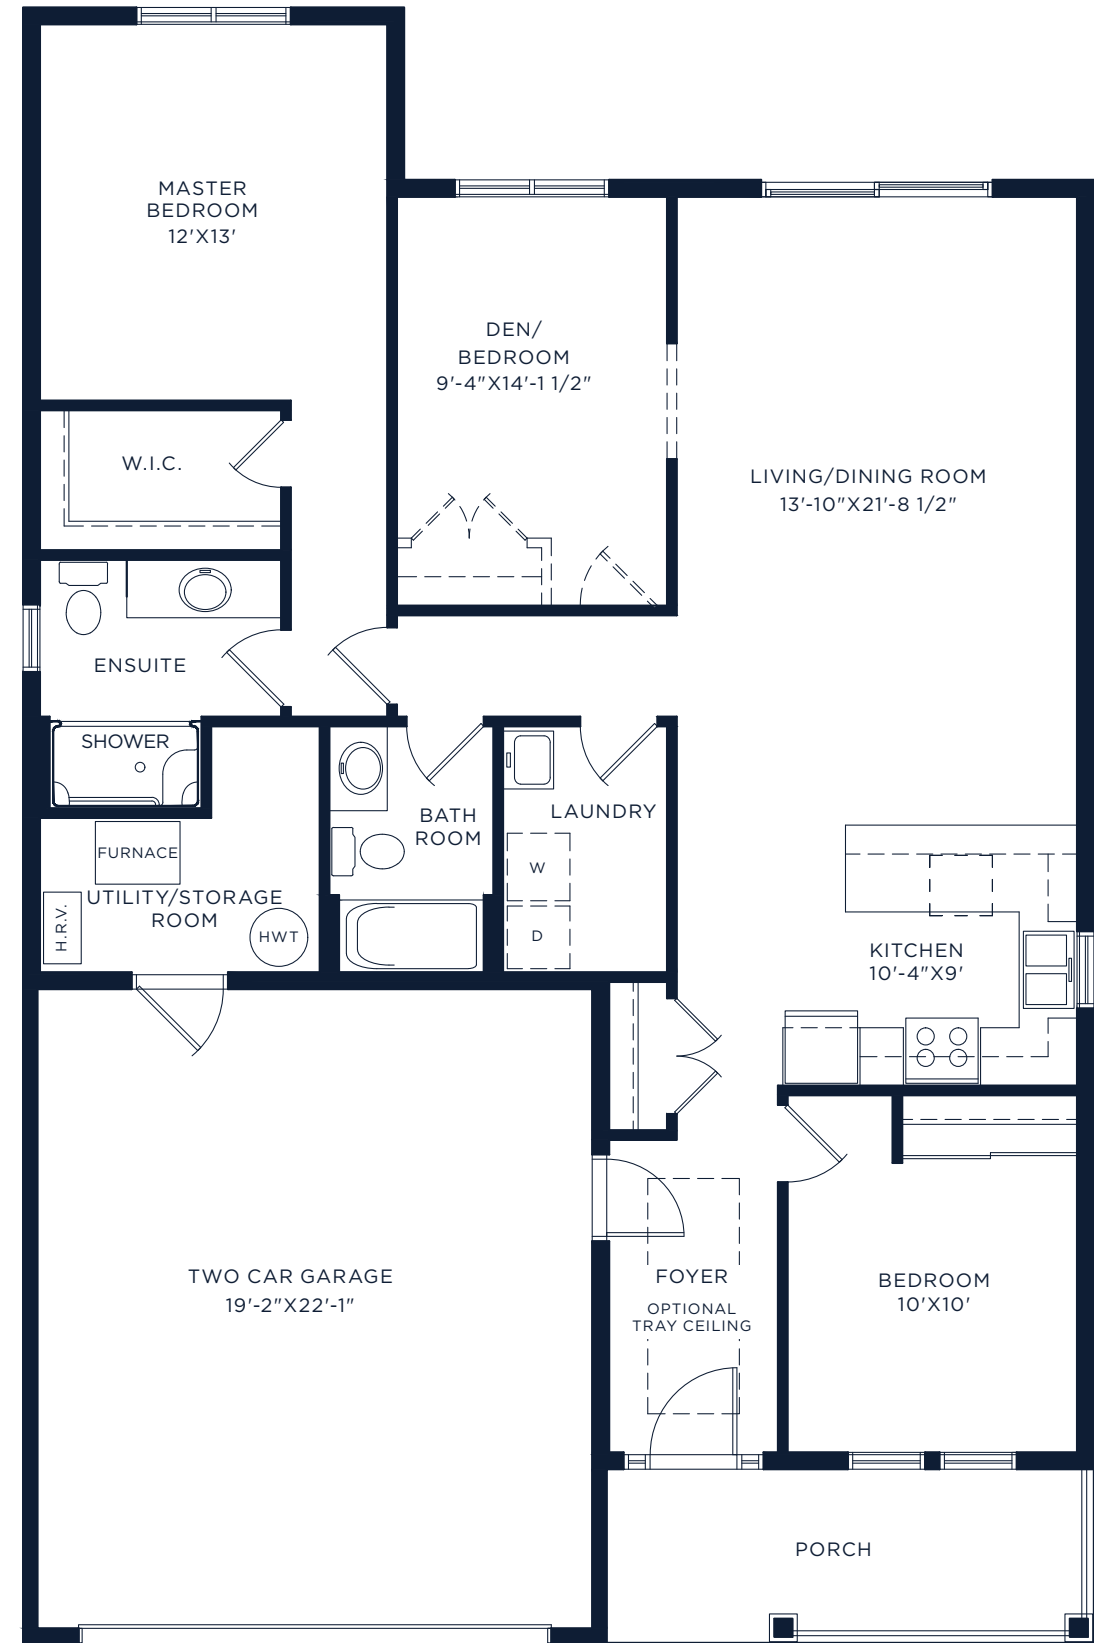 MASTER
BEDROOM
12'X13'
DEN/
BEDROOM
9'-4"X14'-1 1/2"
W.I.C.
LIVING/DINING ROOM
13'-10"X21'-8 1/2"
ENSUITE
SHOWER
BATH
ROOM
LAUNDRY
FURNACE
W
UTILITY/STORAGE
ROOM
H.R.V.
HWT
D
KITCHEN
10'-4"X9'
TWO CAR GARAGE
19'-2"X22'-1"
FOYER
OPTIONAL
TRAY CEILING
BEDROOM
10'X10'
PORCH